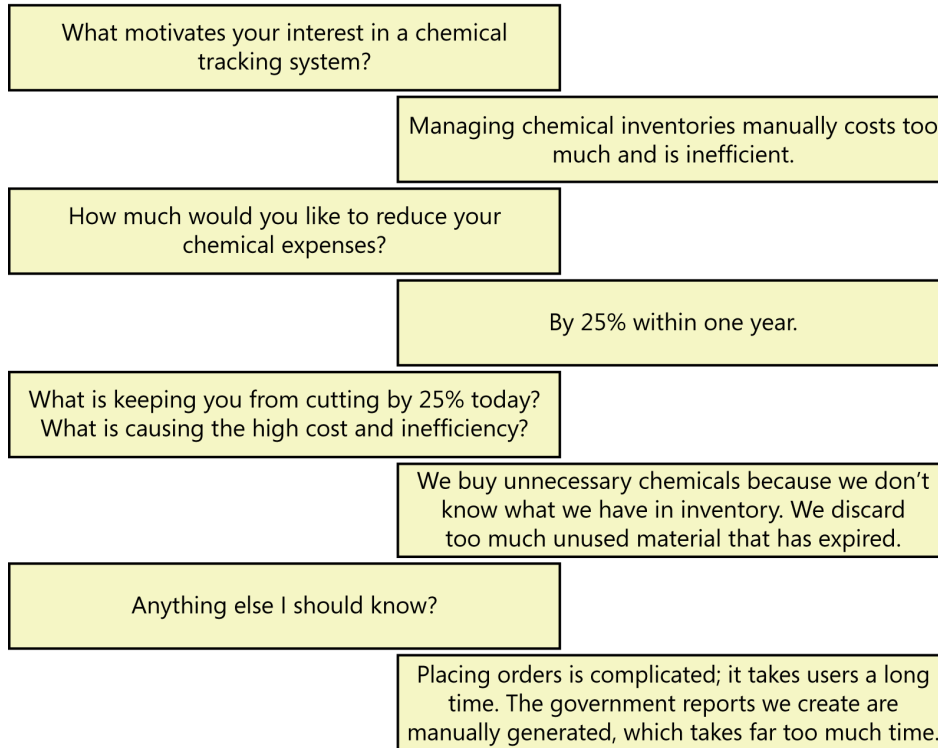 What motivates your interest in a chemical
tracking system?
Managing chemical inventories manually costs too
much and is inefficient.
How much would you like to reduce your
chemical expenses?
By 25% within one year.
What is keeping you from cutting by 25% today?
What is causing the high cost and inefficiency?
We buy unnecessary chemicals because we don’t
know what we have in inventory. We discard
too much unused material that has expired.
Anything else I should know?
Placing orders is complicated; it takes users a long
time. The government reports we create are
manually generated, which takes far too much time.